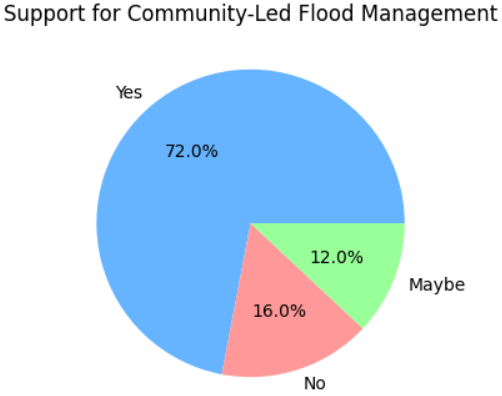 Support for Community-Led Flood Management
Yes
72.0%
12.0%
Maybe
16.0%
No